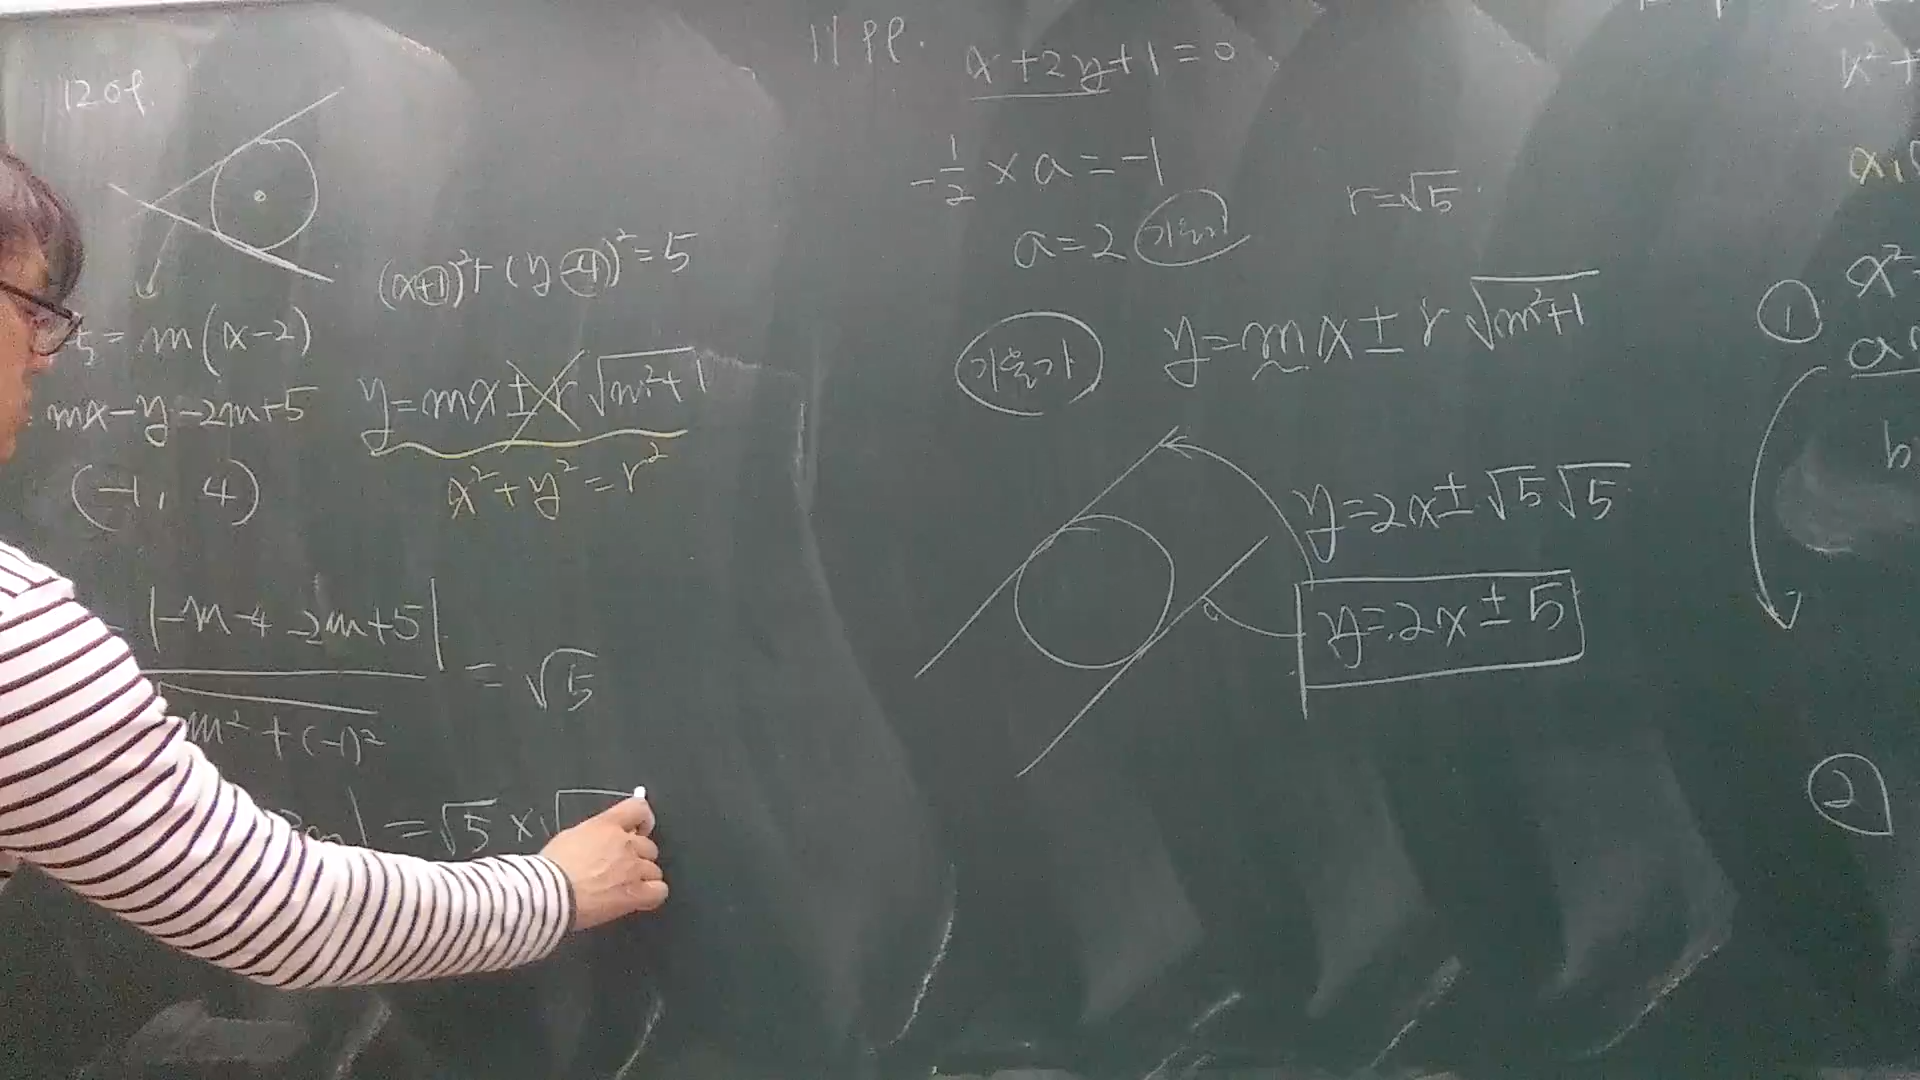 120p.
(x+1)²+(y-4)²=5
5=m(x-2)
mx-y-2m+5
y=mx±r√m²+1
(-1, 4)
x²+y²=r²
|-m-4-2m+5|
=√5
m²+(-1)²
|=√5×√
x+2y+1=0
-1/2×a=-1
r=√5
a=2 기울기
기울기 y=mx±r√m²+1
y=2x±√5√5
y=2x±5
①
②